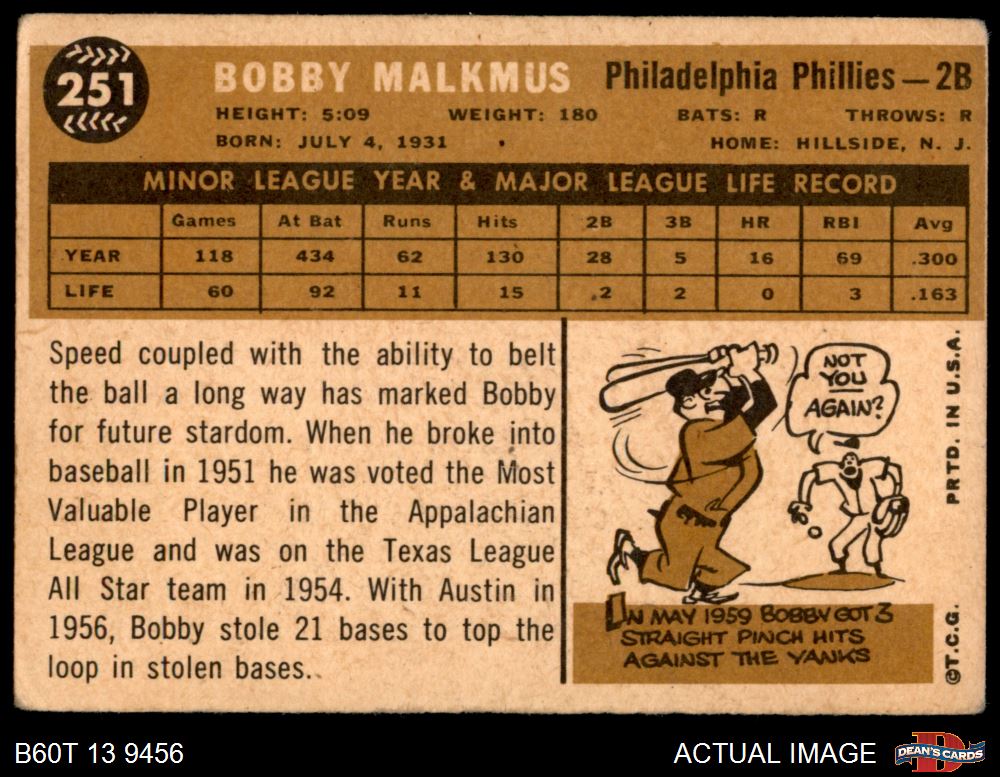 251
BOBBY MALKMUS Philadelphia Phillies — 2B
HEIGHT: 5:09 WEIGHT: 180 BATS: R THROWS: R
BORN: JULY 4, 1931 HOME: HILLSIDE, N. J.
MINOR LEAGUE YEAR & MAJOR LEAGUE LIFE RECORD
Games At Bat Runs Hits 2B 3B HR RBI Avg
YEAR 118 434 62 130 28 5 16 69 .300
LIFE 60 92 11 15 2 2 0 3 .163
Speed coupled with the ability to belt
the ball a long way has marked Bobby
for future stardom. When he broke into
baseball in 1951 he was voted the Most
Valuable Player in the Appalachian
League and was on the Texas League
All Star team in 1954. With Austin in
1956, Bobby stole 21 bases to top the
loop in stolen bases.
NOT
YOU
AGAIN?
IN MAY 1959 BOBBY GOT 3
STRAIGHT PINCH HITS
AGAINST THE YANKS
©T.C.G. PRTD. IN U.S.A.
B60T 13 9456
ACTUAL IMAGE
D
DEAN'S CARDS